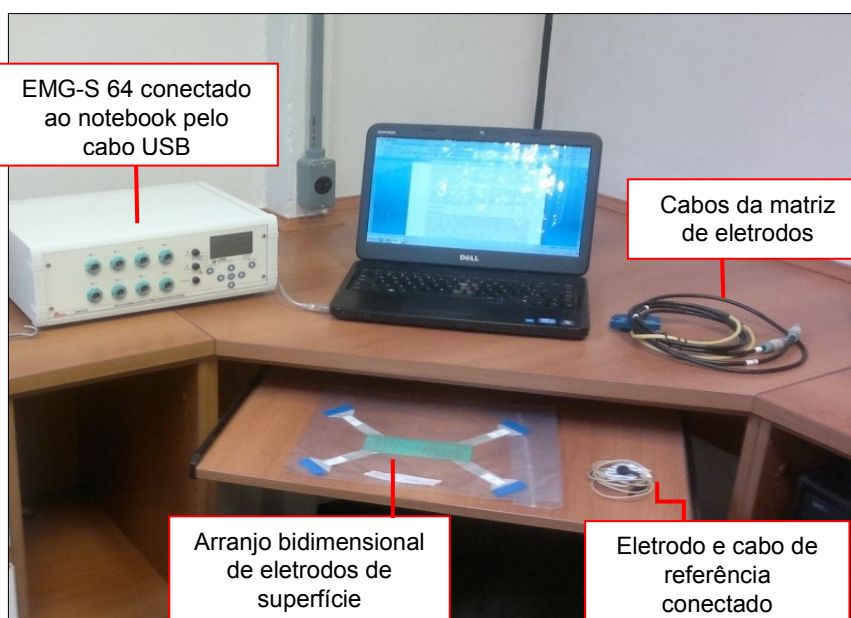 EMG-S 64 conectado
ao notebook pelo
cabo USB
Cabos da matriz
de eletrodos
DELL
Arranjo bidimensional
de eletrodos de
superfície
Eletrodo e cabo de
referência
conectado